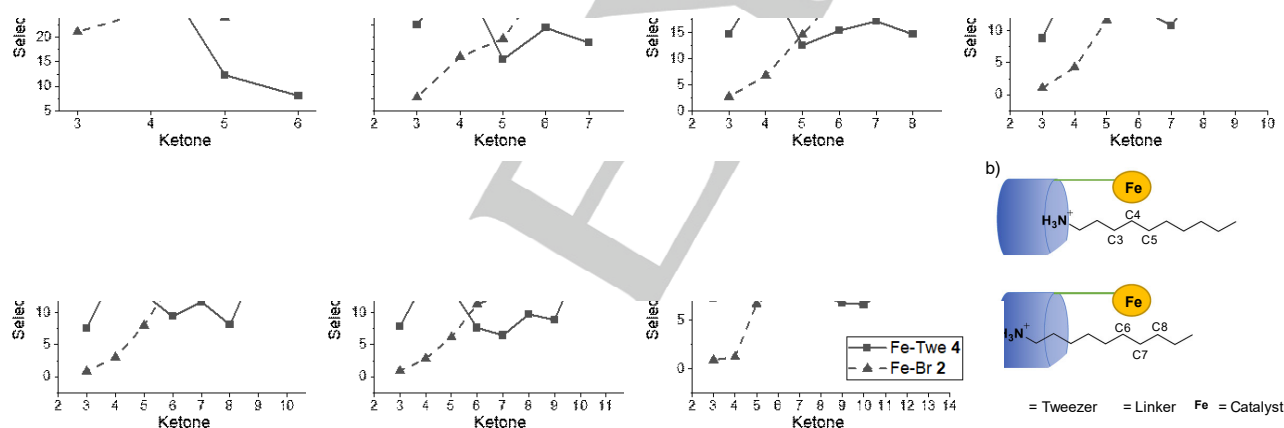 Selec
20
15
10
5
3 4 5 6
Ketone
Selec
2 3 4 5 6 7
Ketone
Selec
15
10
5
0
2 3 4 5 6 7 8
Ketone
Selec
10
5
0
2 3 4 5 6 7 8 9 10
Ketone
b)
Fe
H₃N⁺
C4
C3 C5
Selec
10
5
0
2 3 4 5 6 7 8 9 10
Ketone
Selec
10
5
0
2 3 4 5 6 7 8 9 10 11
Ketone
Selec
5
0
Fe-Twe 4
Fe-Br 2
2 3 4 5 6 7 8 9 10 11 12 13 14
Ketone
Fe
H₃N⁺
C6 C8
C7
= Tweezer = Linker Fe = Catalyst